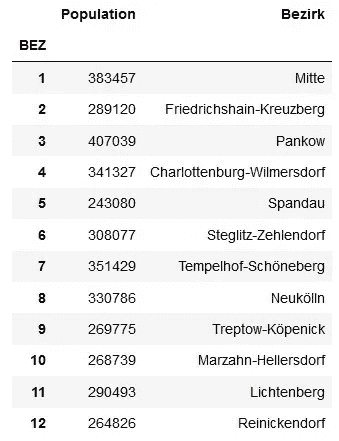 Population Bezirk
BEZ
1 383457 Mitte
2 289120 Friedrichshain-Kreuzberg
3 407039 Pankow
4 341327 Charlottenburg-Wilmersdorf
5 243080 Spandau
6 308077 Steglitz-Zehlendorf
7 351429 Tempelhof-Schöneberg
8 330786 Neukölln
9 269775 Treptow-Köpenick
10 268739 Marzahn-Hellersdorf
11 290493 Lichtenberg
12 264826 Reinickendorf